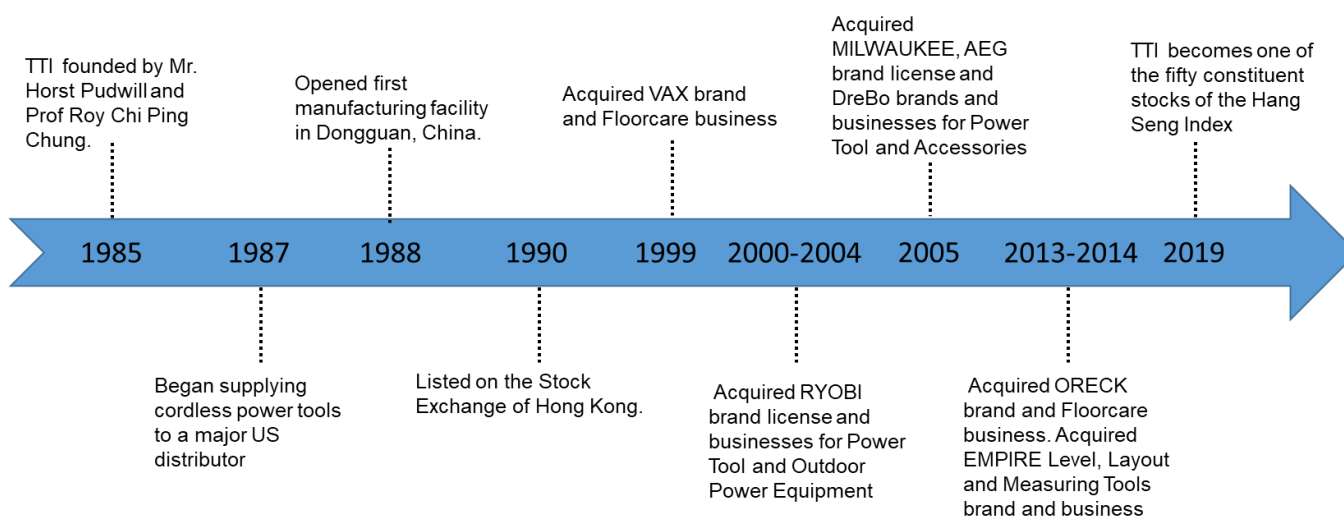 TTI founded by Mr.
Horst Pudwill and
Prof Roy Chi Ping
Chung.
Opened first
manufacturing facility
in Dongguan, China.
Acquired VAX brand
and Floorcare business
Acquired
MILWAUKEE, AEG
brand license and
DreBo brands and
businesses for Power
Tool and Accessories
TTI becomes one of
the fifty constituent
stocks of the Hang
Seng Index
1985 1987 1988 1990 1999 2000-2004 2005 2013-2014 2019
Began supplying
cordless power tools
to a major US
distributor
Listed on the Stock
Exchange of Hong Kong.
Acquired RYOBI
brand license and
businesses for Power
Tool and Outdoor
Power Equipment
Acquired ORECK
brand and Floorcare
business. Acquired
EMPIRE Level, Layout
and Measuring Tools
brand and business